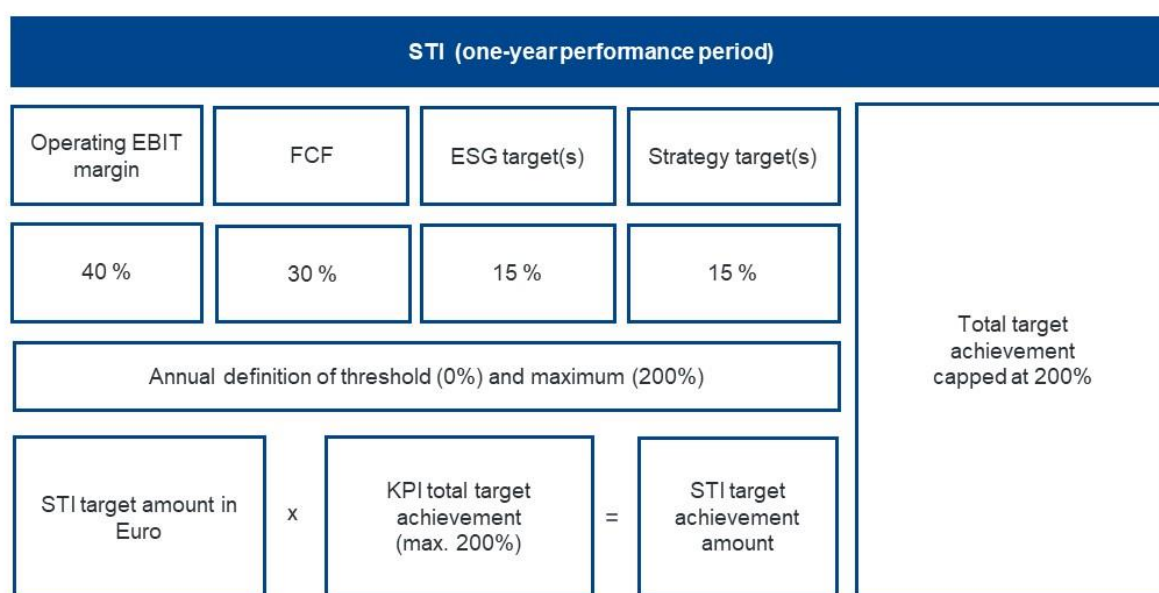 STI (one-year performance period)
Operating EBIT
margin
FCF
ESG target(s)
Strategy target(s)
40 %
30 %
15 %
15 %
Annual definition of threshold (0%) and maximum (200%)
Total target
achievement
capped at 200%
STI target amount in
Euro
x
KPI total target
achievement
(max. 200%)
=
STI target
achievement
amount